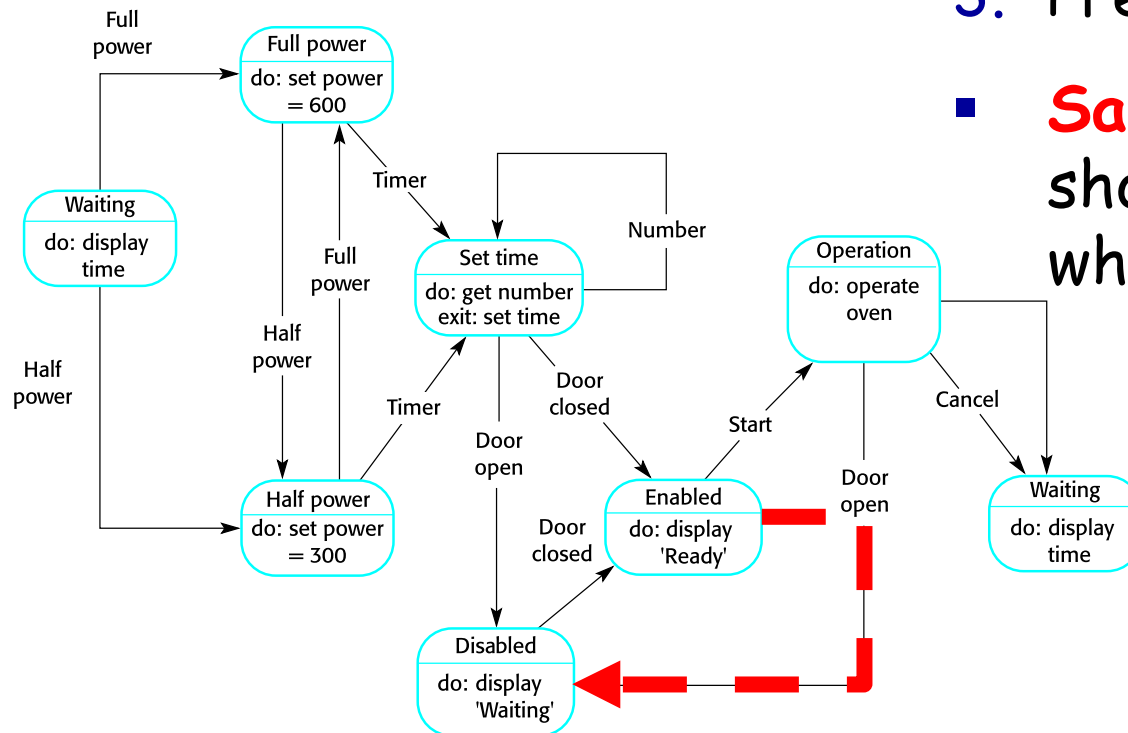 Full
power
Full power
do: set power
= 600
Timer
Waiting
do: display
time
Full
power
Number
Set time
do: get number
exit: set time
Operation
do: operate
oven
Half
power
Half
power
Timer
Door
closed
Cancel
Start
Door
open
Door
open
Half power
do: set power
= 300
Enabled
do: display
'Ready'
Waiting
do: display
time
Door
closed
Disabled
do: display
'Waiting'
Sa
sho
wh